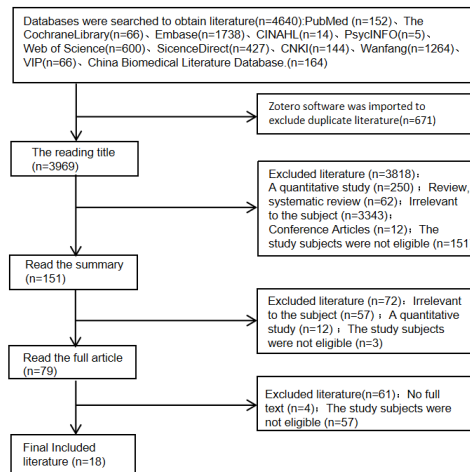 Databases were searched to obtain literature(n=4640):PubMed (n=152)、The
CochraneLibrary(n=66)、Embase(n=1738)、CINAHL(n=14)、PsycINFO(n=5)、
Web of Science(n=600)、SicenceDirect(n=427)、CNKI(n=144)、Wanfang(n=1264)、
VIP(n=66)、China Biomedical Literature Database.(n=164)
Zotero software was imported to
exclude duplicate literature(n=671)
The reading title
(n=3969)
Excluded literature (n=3818)：
A quantitative study (n=250)；Review,
systematic review (n=62)；Irrelevant
to the subject (n=3343)；
Conference Articles (n=12)；The
study subjects were not eligible (n=151
Read the summary
(n=151)
Excluded literature (n=72)：Irrelevant
to the subject (n=57)；A quantitative
study (n=12)；The study subjects
were not eligible (n=3)
Read the full article
(n=79)
Excluded literature(n=61)：No full
text (n=4)；The study subjects were
not eligible (n=57)
Final Included
literature (n=18)